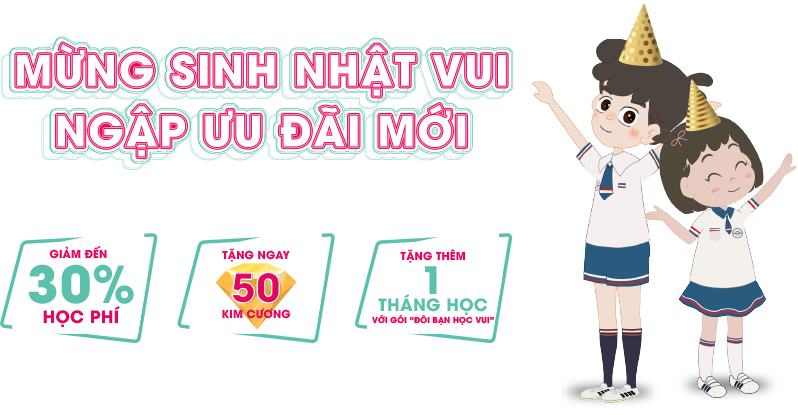 MỪNG SINH NHẬT VUI
NGẬP ƯU ĐÃI MỚI
GIẢM ĐẾN
30%
HỌC PHÍ
TẶNG NGAY
50
KIM CƯƠNG
TẶNG THÊM
1
THÁNG HỌC
VỚI GÓI “ĐÔI BẠN HỌC VUI”